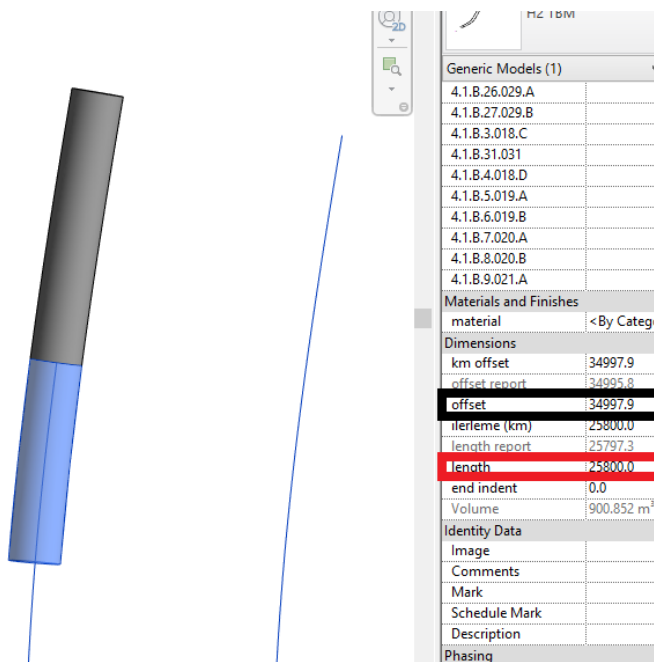 2D
H2 TBM
Generic Models (1)
4.1.B.26.029.A
4.1.B.27.029.B
4.1.B.3.018.C
4.1.B.31.031
4.1.B.4.018.D
4.1.B.5.019.A
4.1.B.6.019.B
4.1.B.7.020.A
4.1.B.8.020.B
4.1.B.9.021.A
Materials and Finishes
material <By Categ
Dimensions
km offset 34997.9
offset report 34995.8
offset 34997.9
ilerleme (km) 25800.0
length report 25797.3
length 25800.0
end indent 0.0
Volume 900.852 m³
Identity Data
Image
Comments
Mark
Schedule Mark
Description
Phasing